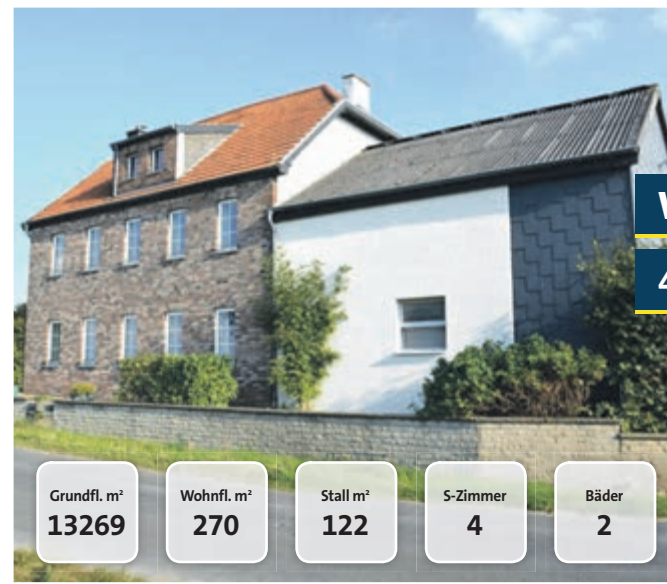 Grundfl. m²
13269
Wohnfl. m²
270
Stall m²
122
S-Zimmer
4
Bäder
2